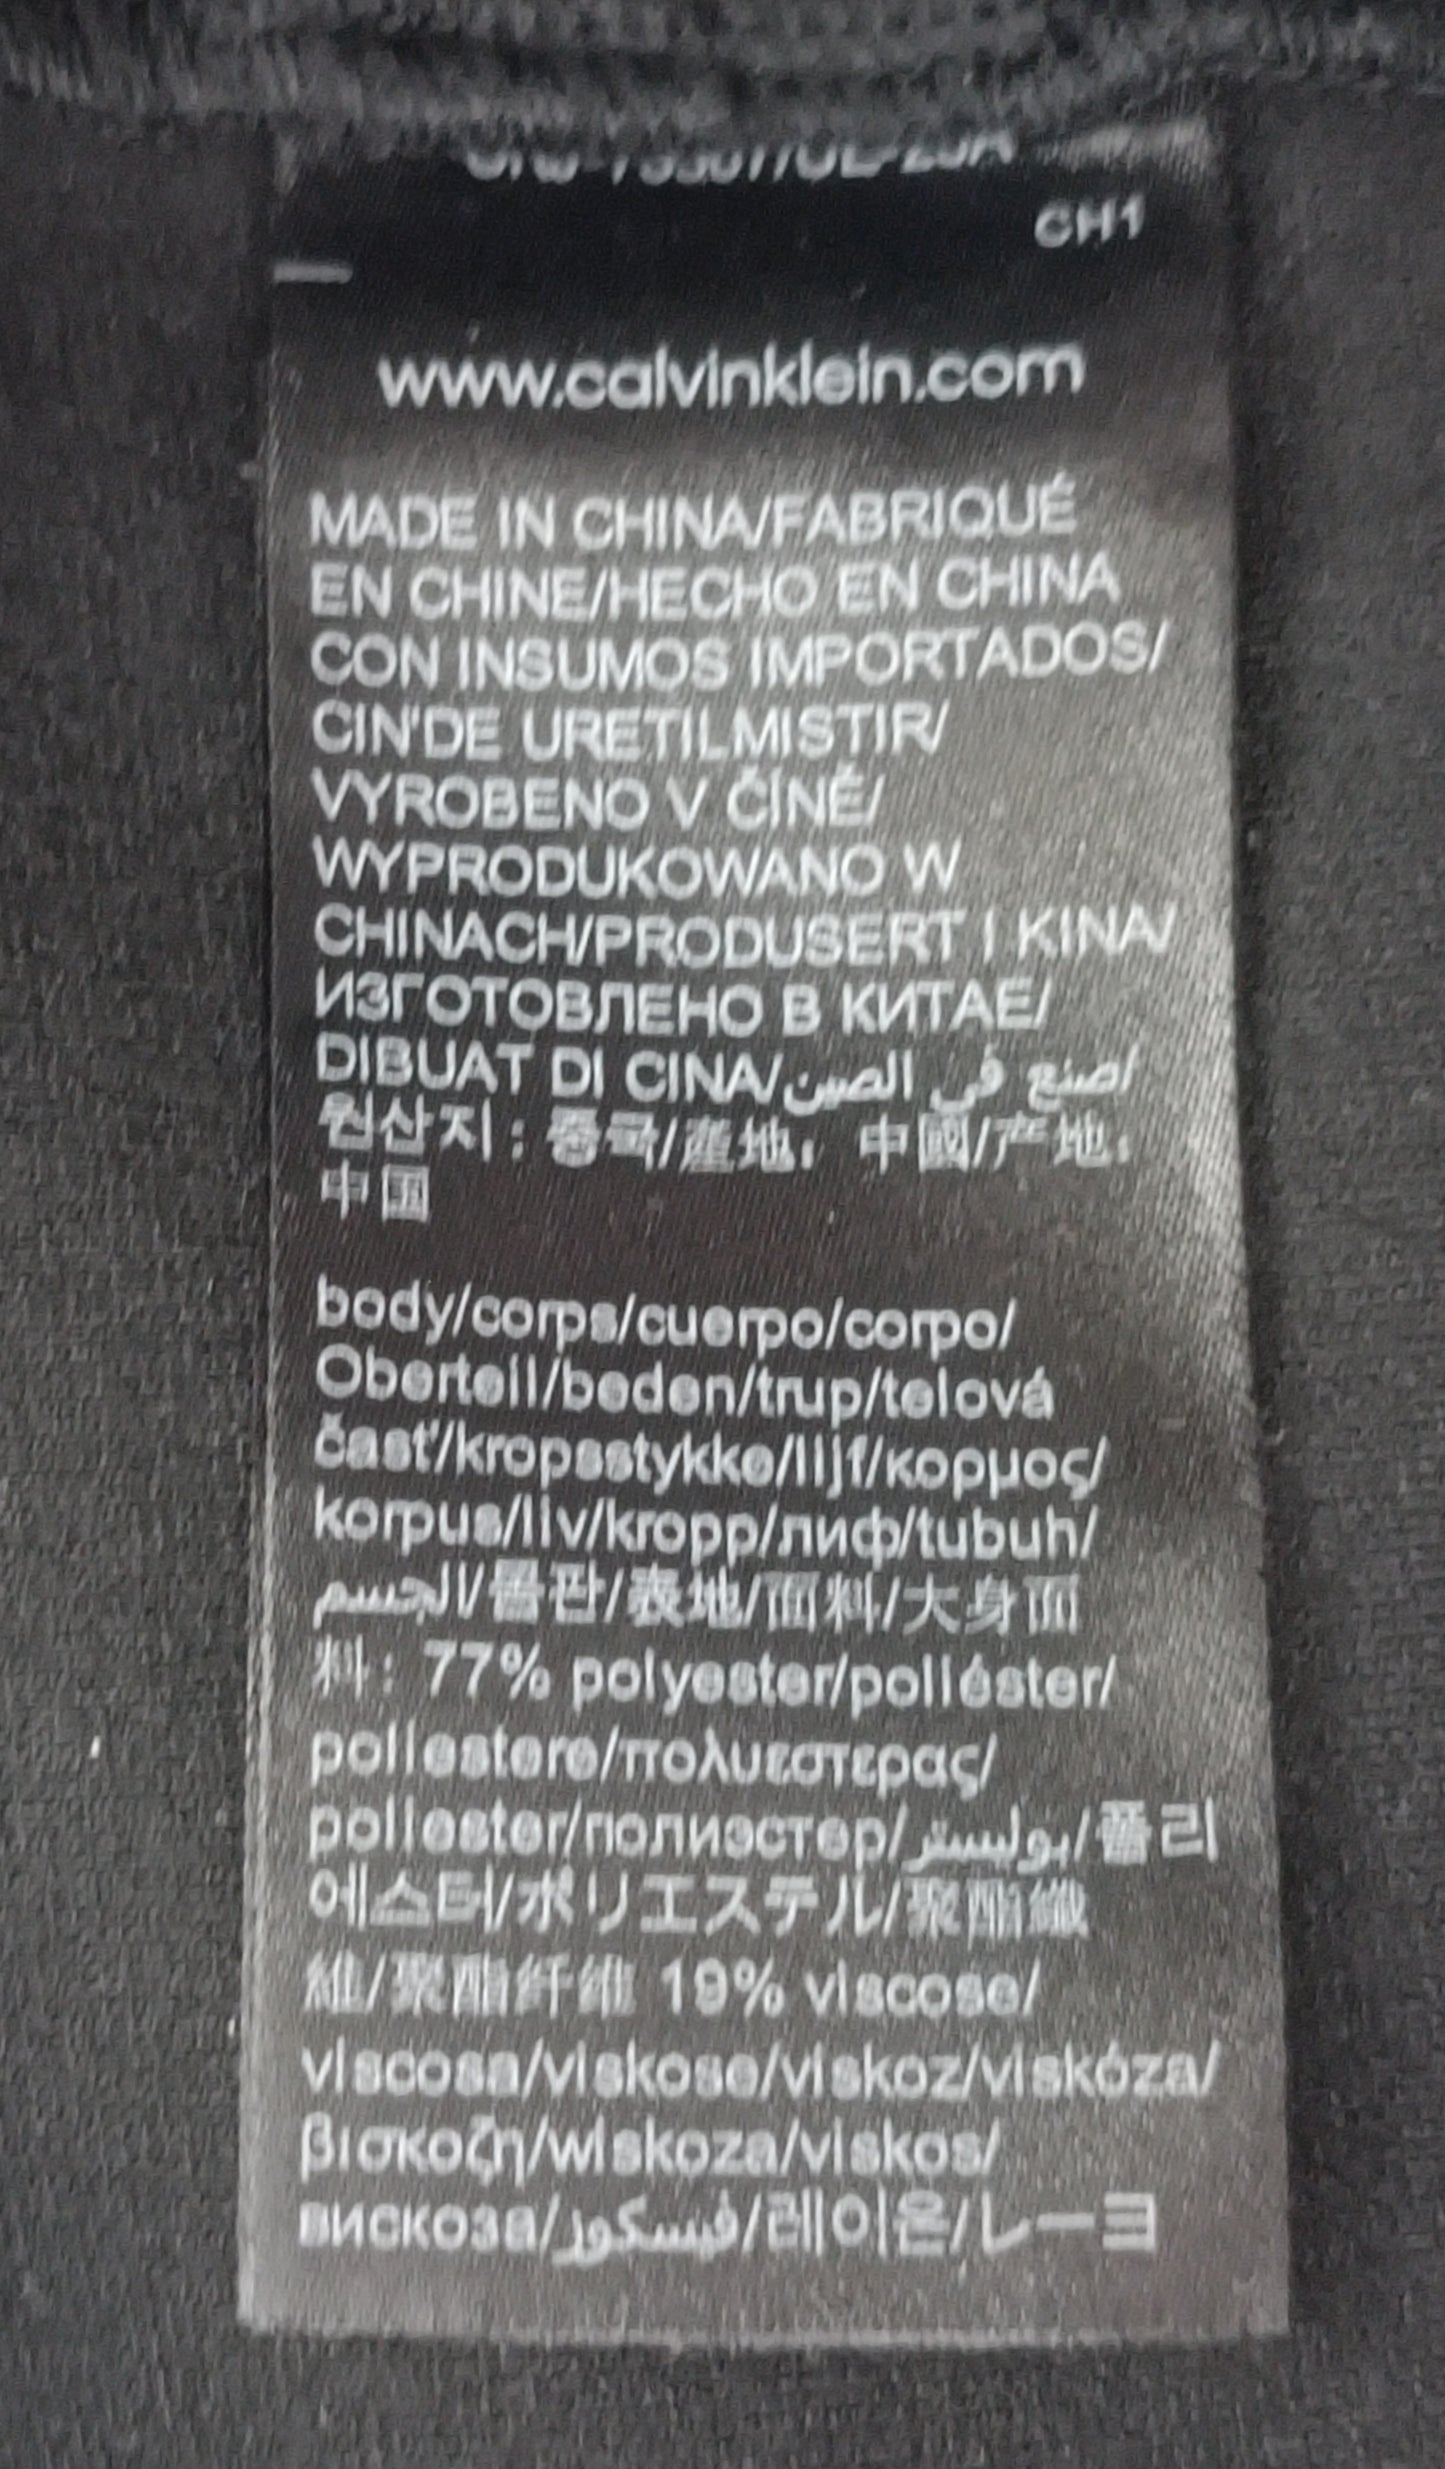 CH1
www.calvinklein.com
MADE IN CHINA/FABRIQUÉ
EN CHINE/HECHO EN CHINA
CON INSUMOS IMPORTADOS/
CIN'DE URETILMISTIR/
VYROBENO V ČÍNĚ/
WYPRODUKOWANO W
CHINACH/PRODUSERT I KINA/
ИЗГОТОВЛЕНО В КИТАЕ/
DIBUAT DI CINA/صنع في الصين/
원산지 : 중국/產地：中國/产地：
中国
body/corps/cuerpo/corpo/
Oberteil/beden/trup/telová
časť/kropsstykke/lijf/κορμος/
korpus/liv/kropp/лиф/tubuh/
الجسم/몸판/表地/面料/大身面
料：77% polyester/poliéster/
poliestere/πολυεστερας/
poliester/полиэстер/بوليستر/폴리
에스터/ポリエステル/聚酯纖
維/聚酯纤维 19% viscose/
viscosa/viskose/viskoz/viskóza/
βισκοζη/wiskoza/viskos/
вискоза/فيسكوز/레이온/レーヨ